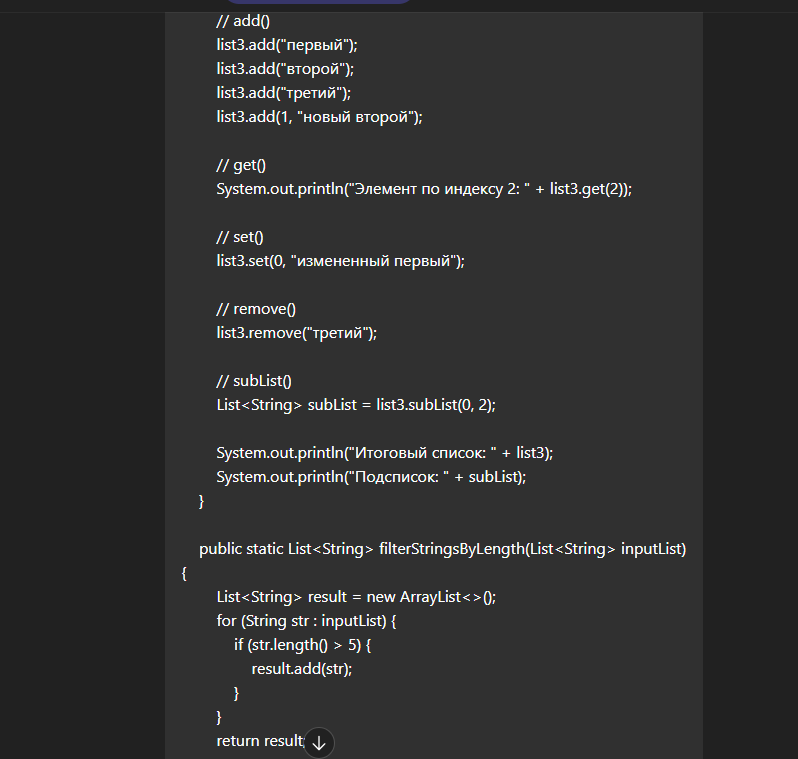 // add()
list3.add("первый");
list3.add("второй");
list3.add("третий");
list3.add(1, "новый второй");
// get()
System.out.println("Элемент по индексу 2: " + list3.get(2));
// set()
list3.set(0, "измененный первый");
// remove()
list3.remove("третий");
// subList()
List<String> subList = list3.subList(0, 2);
System.out.println("Итоговый список: " + list3);
System.out.println("Подсписок: " + subList);
}
public static List<String> filterStringsByLength(List<String> inputList)
{
List<String> result = new ArrayList<>();
for (String str : inputList) {
if (str.length() > 5) {
result.add(str);
}
}
return result;